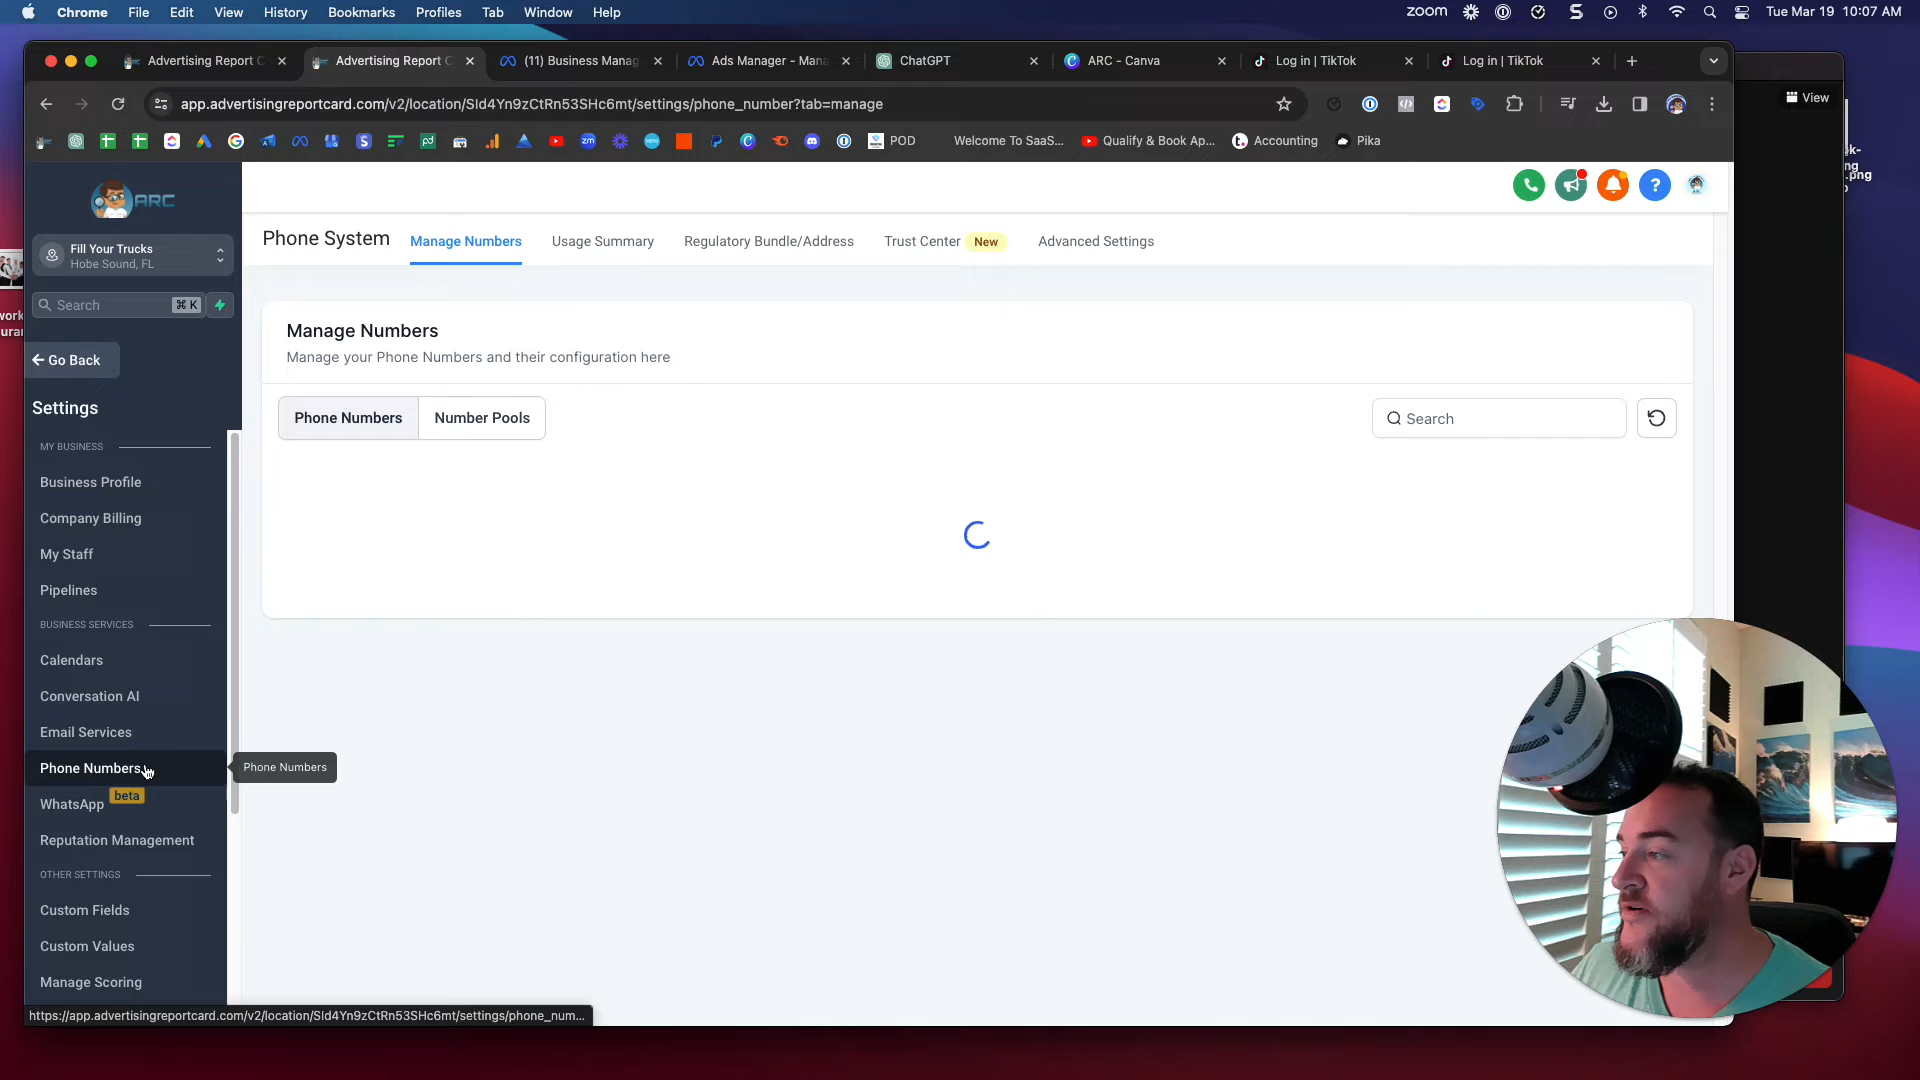 Chrome File Edit View History Bookmarks Profiles Tab Window Help
zoom Tue Mar 19 10:07 AM
Advertising Report C
Advertising Report C
(11) Business Manag
Ads Manager - Mana
ChatGPT
ARC - Canva
Log in | TikTok
Log in | TikTok
app.advertisingreportcard.com/v2/location/SId4Yn9zCtRn53SHc6mt/settings/phone_number?tab=manage
View
POD
Welcome To SaaS...
Qualify & Book Ap...
Accounting
Pika
ARC
Fill Your Trucks
Hobe Sound, FL
Search ⌘ K
Go Back
Settings
MY BUSINESS
Business Profile
Company Billing
My Staff
Pipelines
BUSINESS SERVICES
Calendars
Conversation AI
Email Services
Phone Numbers
Phone Numbers
WhatsApp beta
Reputation Management
OTHER SETTINGS
Custom Fields
Custom Values
Manage Scoring
Phone System
Manage Numbers
Usage Summary
Regulatory Bundle/Address
Trust Center New
Advanced Settings
Manage Numbers
Manage your Phone Numbers and their configuration here
Phone Numbers
Number Pools
Search
https://app.advertisingreportcard.com/v2/location/SId4Yn9zCtRn53SHc6mt/settings/phone_num...